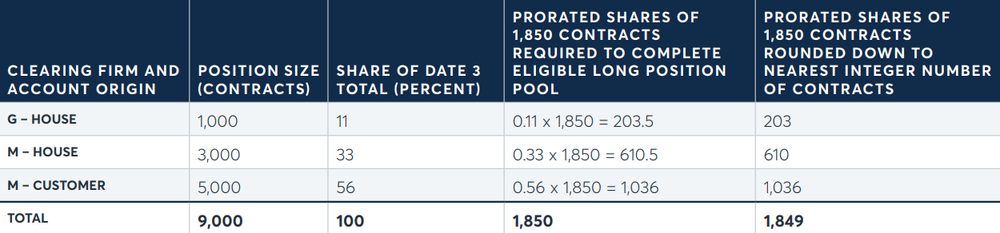 CLEARING FIRM AND
ACCOUNT ORIGIN
POSITION SIZE
(CONTRACTS)
SHARE OF DATE 3
TOTAL (PERCENT)
PRORATED SHARES OF
1,850 CONTRACTS
REQUIRED TO COMPLETE
ELIGIBLE LONG POSITION
POOL
PRORATED SHARES OF
1,850 CONTRACTS
ROUNDED DOWN TO
NEAREST INTEGER NUMBER
OF CONTRACTS
G – HOUSE 1,000 11 0.11 x 1,850 = 203.5 203
M – HOUSE 3,000 33 0.33 x 1,850 = 610.5 610
M – CUSTOMER 5,000 56 0.56 x 1,850 = 1,036 1,036
TOTAL 9,000 100 1,850 1,849